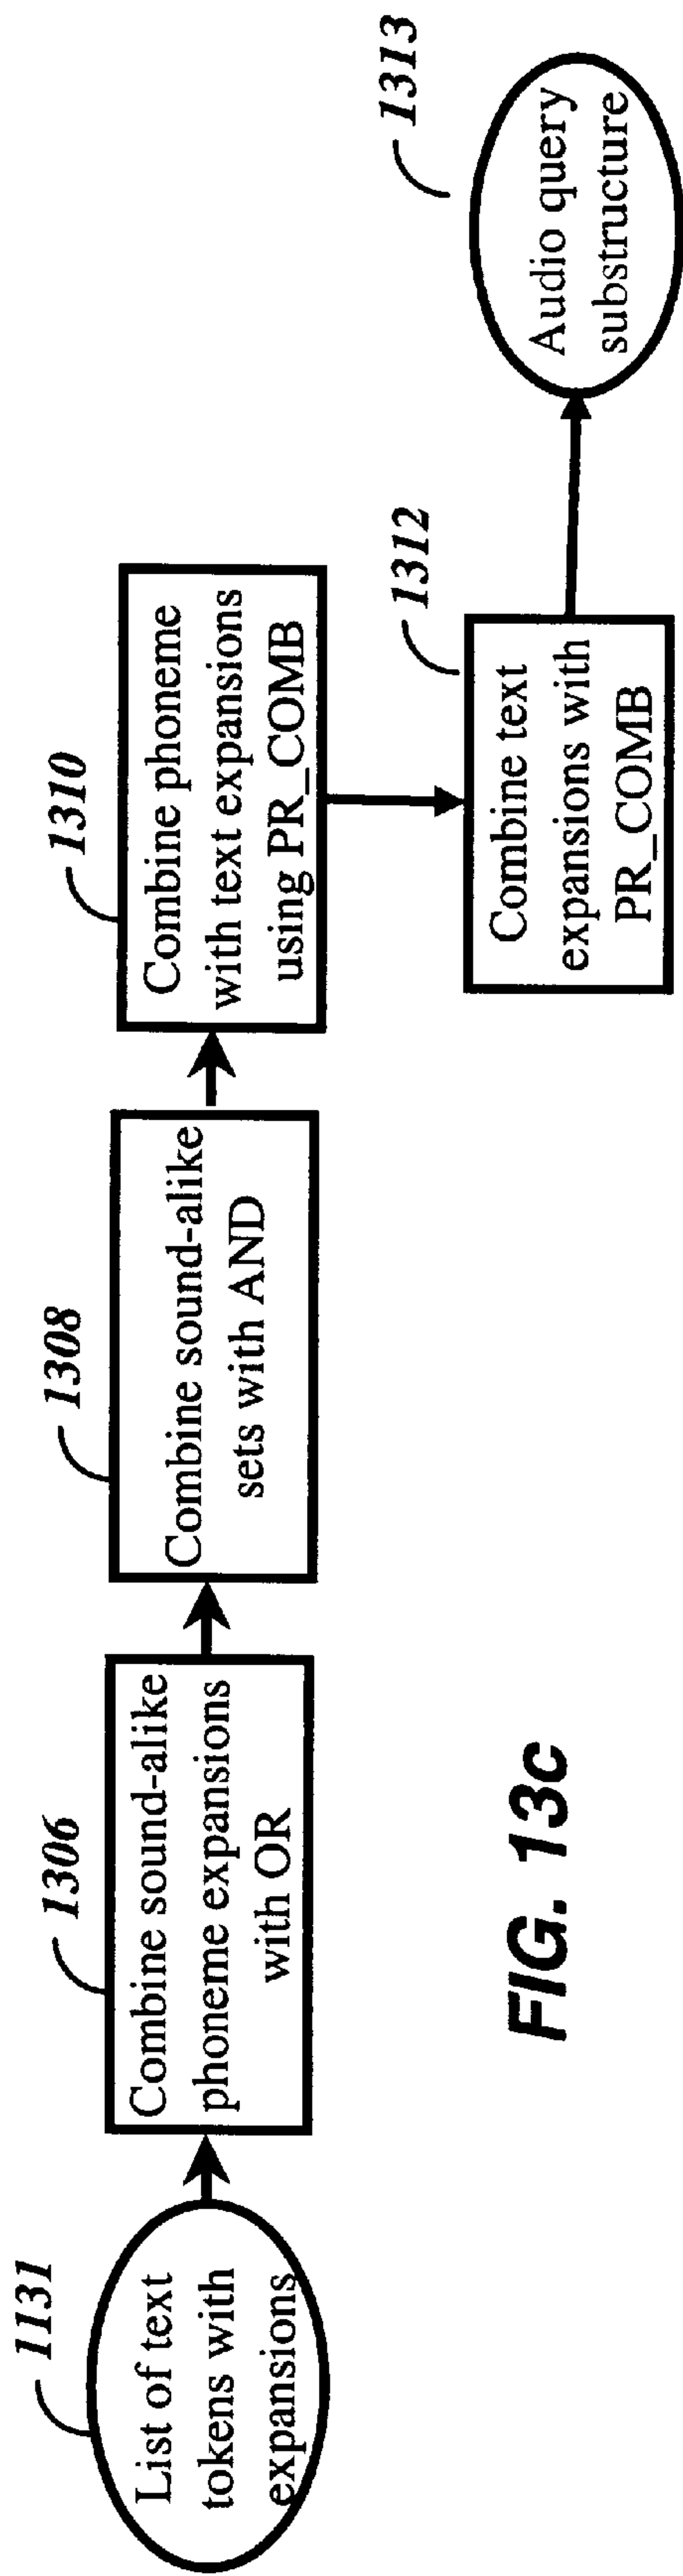 1131
List of text
tokens with
expansions
1306
Combine sound-alike
phoneme expansions
with OR
1308
Combine sound-alike
sets with AND
1310
Combine phoneme
with text expansions
using PR_COMB
1312
Combine text
expansions with
PR_COMB
1313
Audio query
substructure
FIG. 13c